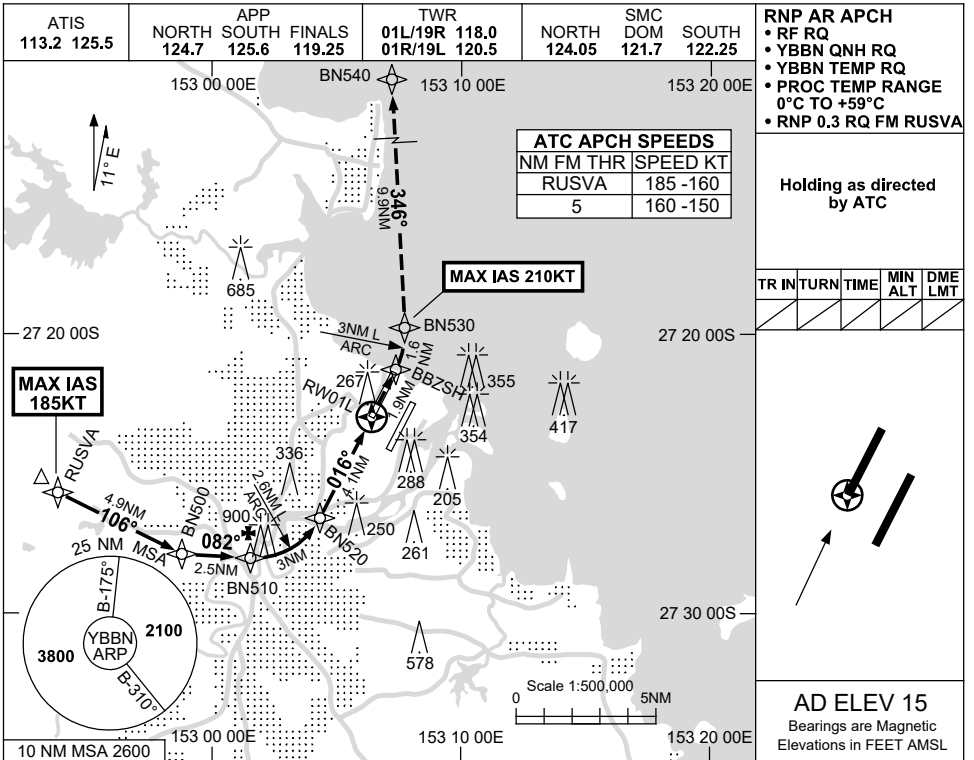 ATIS
113.2 125.5
APP
NORTH SOUTH FINALS
124.7 125.6 119.25
TWR
01L/19R 118.0
01R/19L 120.5
SMC
NORTH DOM SOUTH
124.05 121.7 122.25
RNP AR APCH
• RF RQ
• YBBN QNH RQ
• YBBN TEMP RQ
• PROC TEMP RANGE
0°C TO +59°C
• RNP 0.3 RQ FM RUSVA
Holding as directed
by ATC
TR IN TURN TIME MIN ALT DME LMT
153 00 00E
BN540
153 10 00E
153 20 00E
11° E
ATC APCH SPEEDS
NM FM THR SPEED KT
RUSVA 185 -160
5 160 -150
346°
9.9NM
685
MAX IAS 210KT
27 20 00S
BN530
3NM L
ARC
1.6
NM
BBZSH
267
355
RW01L
1.9NM
354
417
MAX IAS
185KT
RUSVA
336
288
205
016°
4.1NM
2.6NM L
ARC
900
250
261
4.9NM
106°
BN500
082°
2.5NM
BN510
3NM
BN520
25 NM MSA
B-175°
YBBN
ARP
3800
2100
B-310°
27 30 00S
578
Scale 1:500,000
0 5NM
10 NM MSA 2600
153 00 00E
153 10 00E
153 20 00E
AD ELEV 15
Bearings are Magnetic
Elevations in FEET AMSL